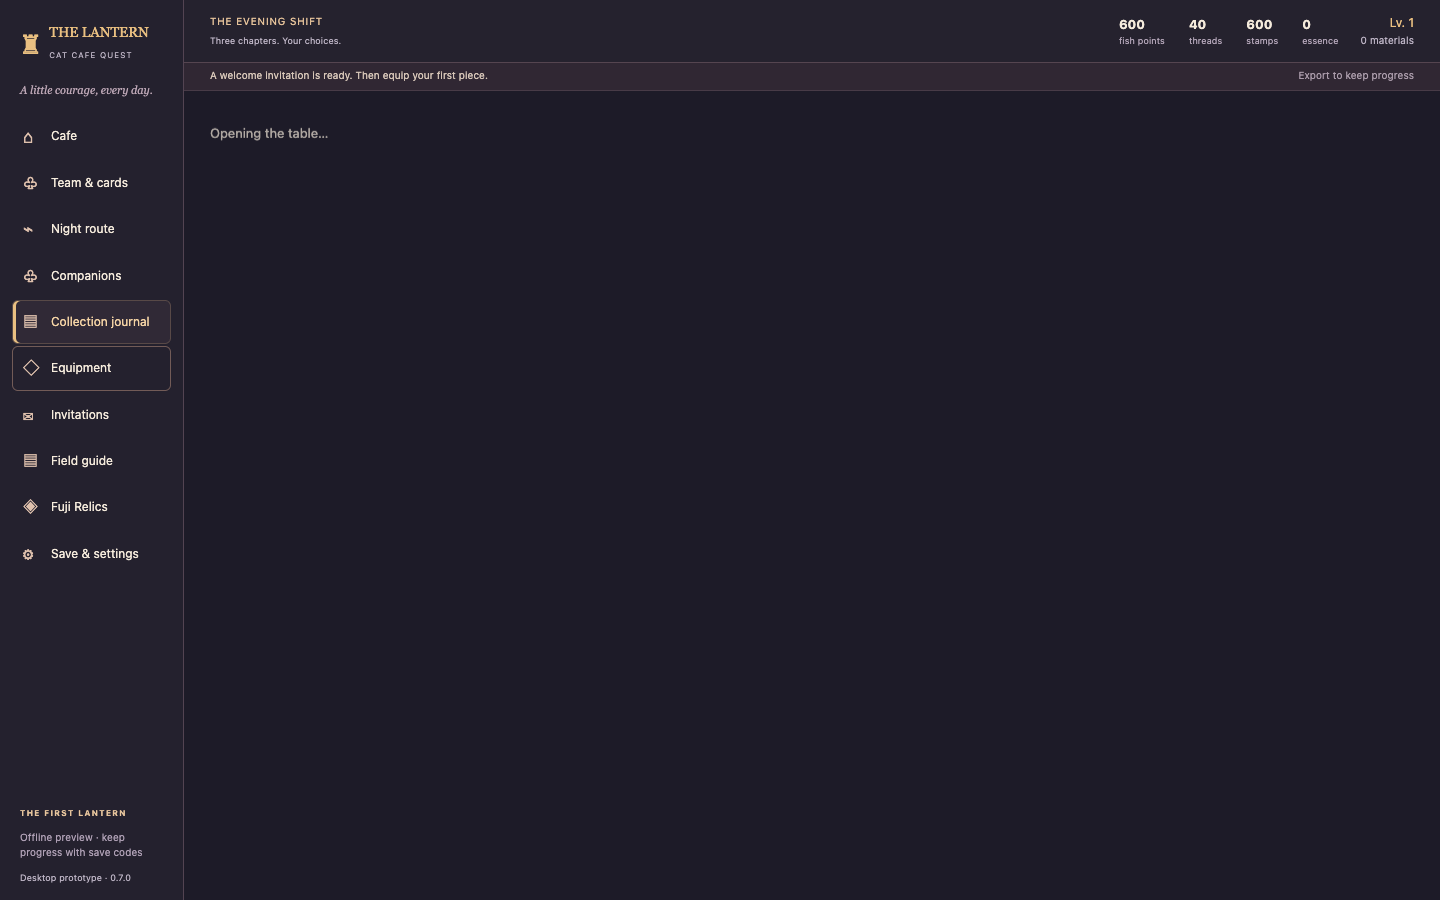 THE LANTERN
CAT CAFE QUEST
A little courage, every day.
Cafe
Team & cards
Night route
Companions
Collection journal
Equipment
Invitations
Field guide
Fuji Relics
Save & settings
THE FIRST LANTERN
Offline preview · keep
progress with save codes
Desktop prototype · 0.7.0
THE EVENING SHIFT
Three chapters. Your choices.
600 40 600 0 Lv. 1
fish points threads stamps essence 0 materials
A welcome invitation is ready. Then equip your first piece.
Export to keep progress
Opening the table...